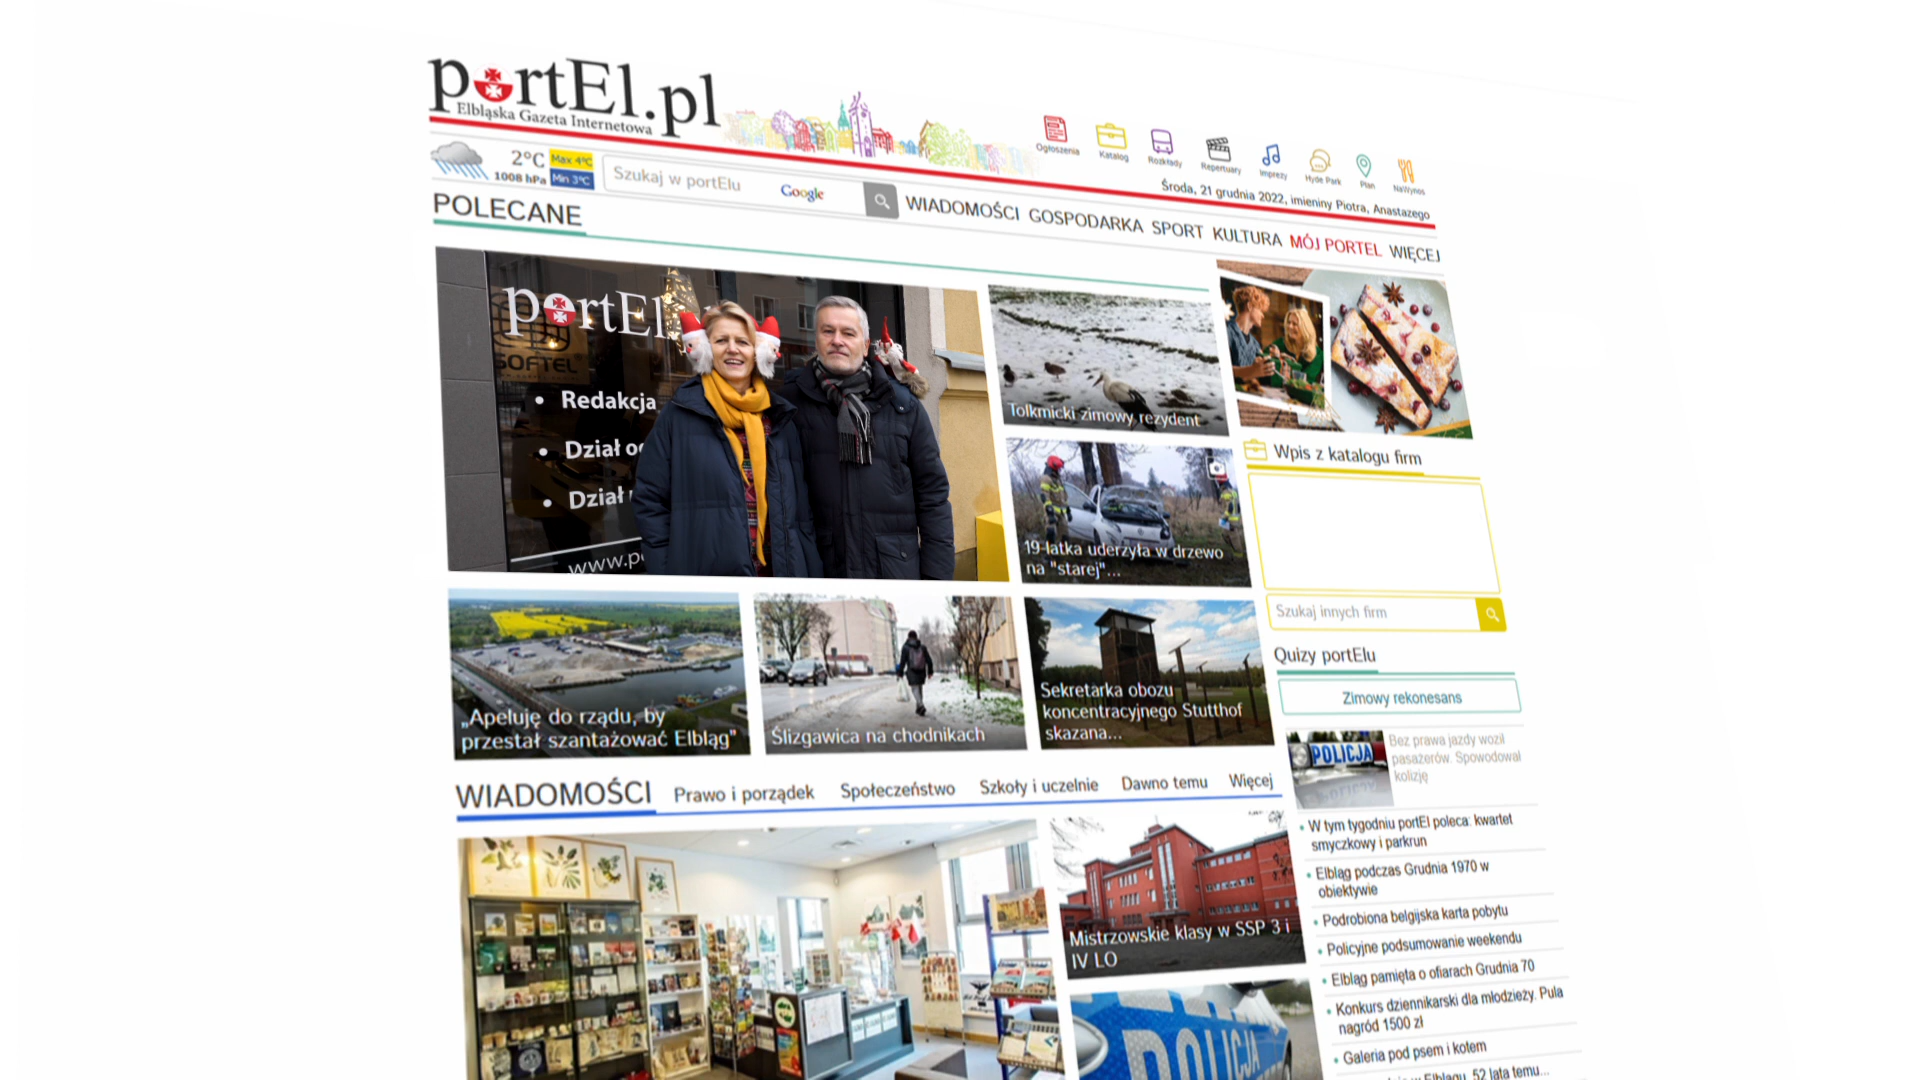 portEl.pl
Elbląska Gazeta Internetowa
Ogłoszenia
Katalog
Rozkłady
Repertuary
Imprezy
Hyde Park
Plan
NaWynos
Środa, 21 grudnia 2022, imieniny Piotra, Anastazego
2°C
Max 4°C
1008 hPa
Min 3°C
Szukaj w portElu
Google
WIADOMOŚCI GOSPODARKA SPORT KULTURA MÓJ PORTEL WIĘCEJ
POLECANE
portEl
SOFTEL
• Redakcja
• Dział
• Dział
www.p
Tolkmicki zimowy rezydent
19-latka uderzyła w drzewo
na "starej"...
„Apeluję do rządu, by
przestał szantażować Elbląg”
Ślizgawica na chodnikach
Sekretarka obozu
koncentracyjnego Stutthof
skazana...
Wpis z katalogu firm
Szukaj innych firm
Quizy portElu
Zimowy rekonesans
POLICJA
Bez prawa jazdy woził
pasażerów. Spowodował
kolizję
• W tym tygodniu portEl poleca: kwartet
smyczkowy i parkrun
• Elbląg podczas Grudnia 1970 w
obiektywie
• Podrobiona belgijska karta pobytu
• Policyjne podsumowanie weekendu
• Elbląg pamięta o ofiarach Grudnia 70
• Konkurs dziennikarski dla młodzieży. Pula
nagród 1500 zł
• Galeria pod psem i kotem
w Elblągu. 52 lata temu...
WIADOMOŚCI
Prawo i porządek
Społeczeństwo
Szkoły i uczelnie
Dawno temu
Więcej
Mistrzowskie klasy w SSP 3 i
IV LO
POLICJA